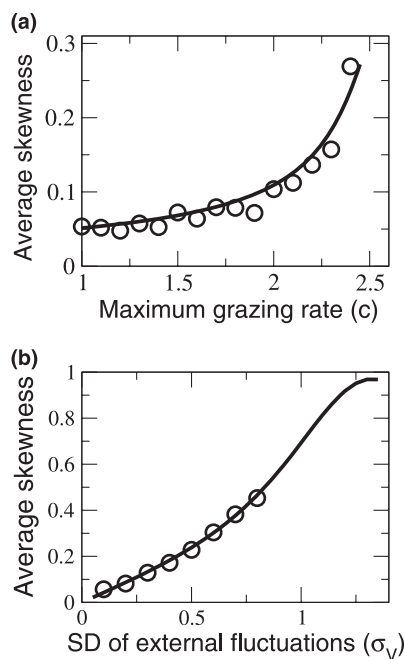 (a)
0.3
0.2
0.1
0
Average skewness
1
1.5
2
2.5
Maximum grazing rate (c)
(b)
1
0.8
0.6
0.4
0.2
0
Average skewness
0
0.5
1
SD of external fluctuations (σᵥ)